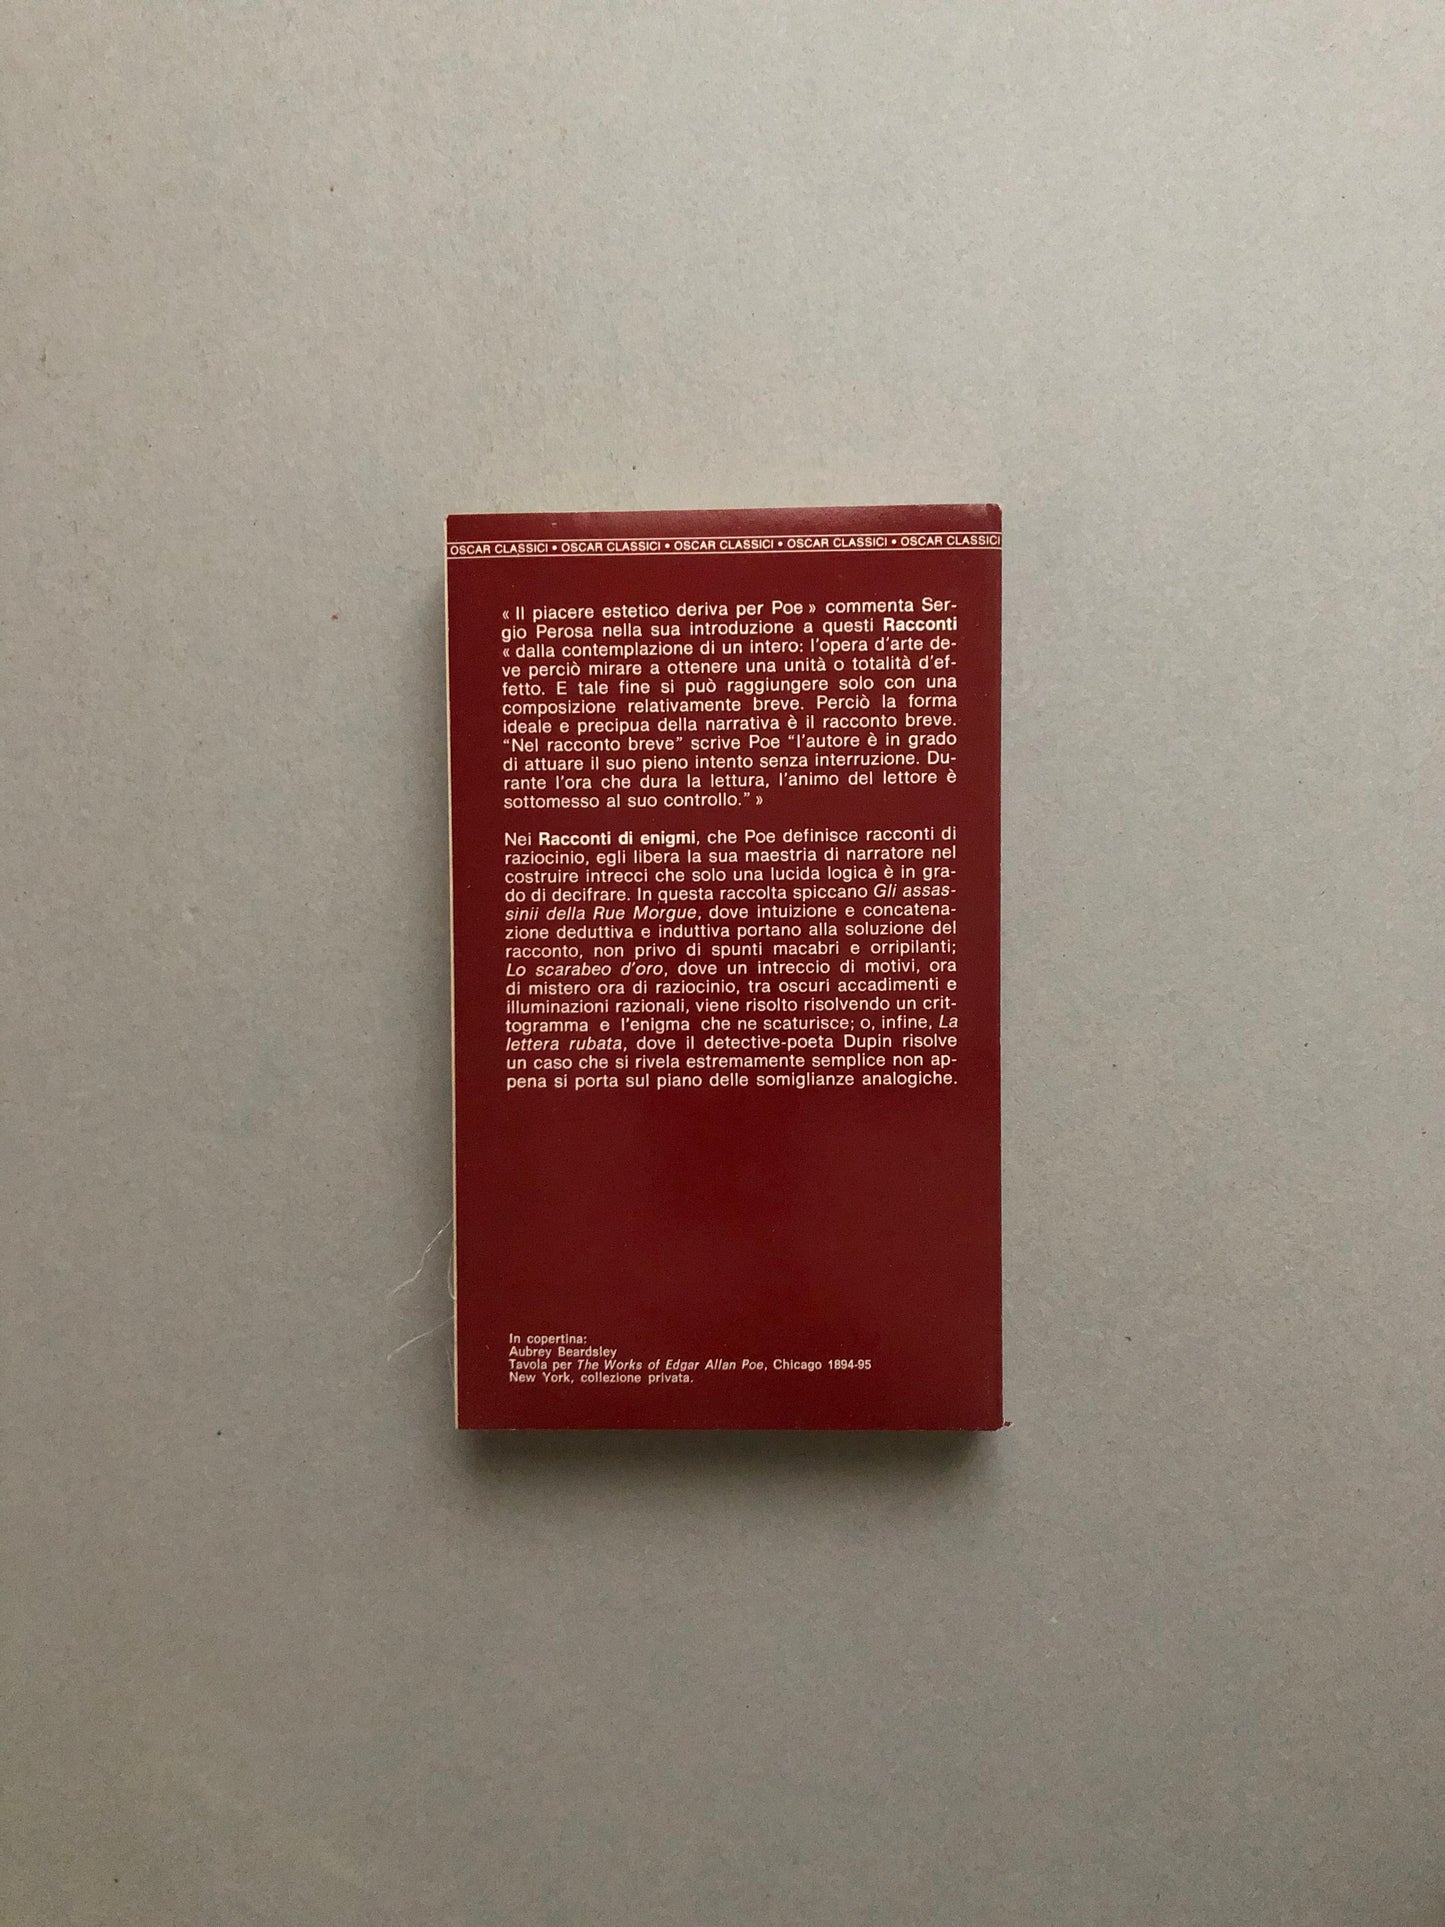 OSCAR CLASSICI • OSCAR CLASSICI • OSCAR CLASSICI • OSCAR CLASSICI • OSCAR CLASSICI
« Il piacere estetico deriva per Poe » commenta Ser-
gio Perosa nella sua introduzione a questi Racconti
« dalla contemplazione di un intero: l'opera d'arte de-
ve perciò mirare a ottenere una unità o totalità d'ef-
fetto. E tale fine si può raggiungere solo con una
composizione relativamente breve. Perciò la forma
ideale e precipua della narrativa è il racconto breve.
“Nel racconto breve” scrive Poe “l'autore è in grado
di attuare il suo pieno intento senza interruzione. Du-
rante l'ora che dura la lettura, l'animo del lettore è
sottomesso al suo controllo.” »
Nei Racconti di enigmi, che Poe definisce racconti di
raziocinio, egli libera la sua maestria di narratore nel
costruire intrecci che solo una lucida logica è in gra-
do di decifrare. In questa raccolta spiccano Gli assas-
sinii della Rue Morgue, dove intuizione e concatena-
zione deduttiva e induttiva portano alla soluzione del
racconto, non privo di spunti macabri e orripilanti;
Lo scarabeo d'oro, dove un intreccio di motivi, ora
di mistero ora di raziocinio, tra oscuri accadimenti e
illuminazioni razionali, viene risolto risolvendo un crit-
togramma e l'enigma che ne scaturisce; o, infine, La
lettera rubata, dove il detective-poeta Dupin risolve
un caso che si rivela estremamente semplice non ap-
pena si porta sul piano delle somiglianze analogiche.
In copertina:
Aubrey Beardsley
Tavola per The Works of Edgar Allan Poe, Chicago 1894-95
New York, collezione privata.